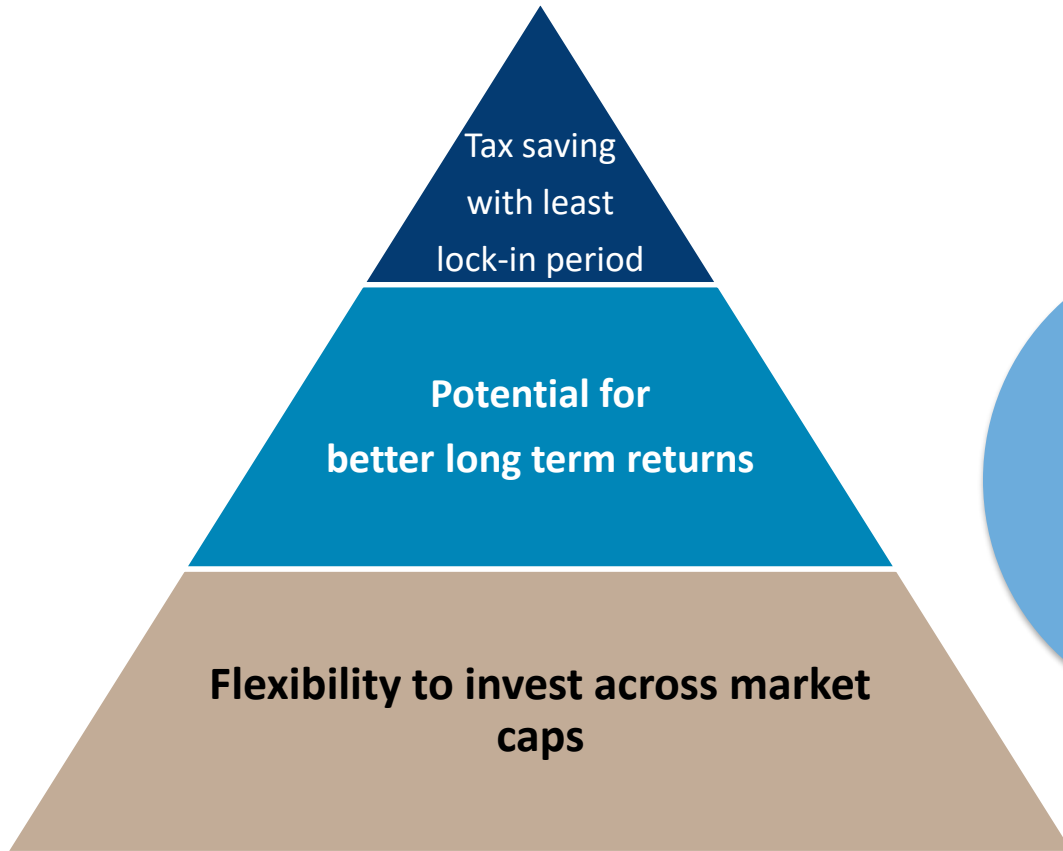 Tax saving
with least
lock-in period
Potential for
better long term returns
Flexibility to invest across market
caps